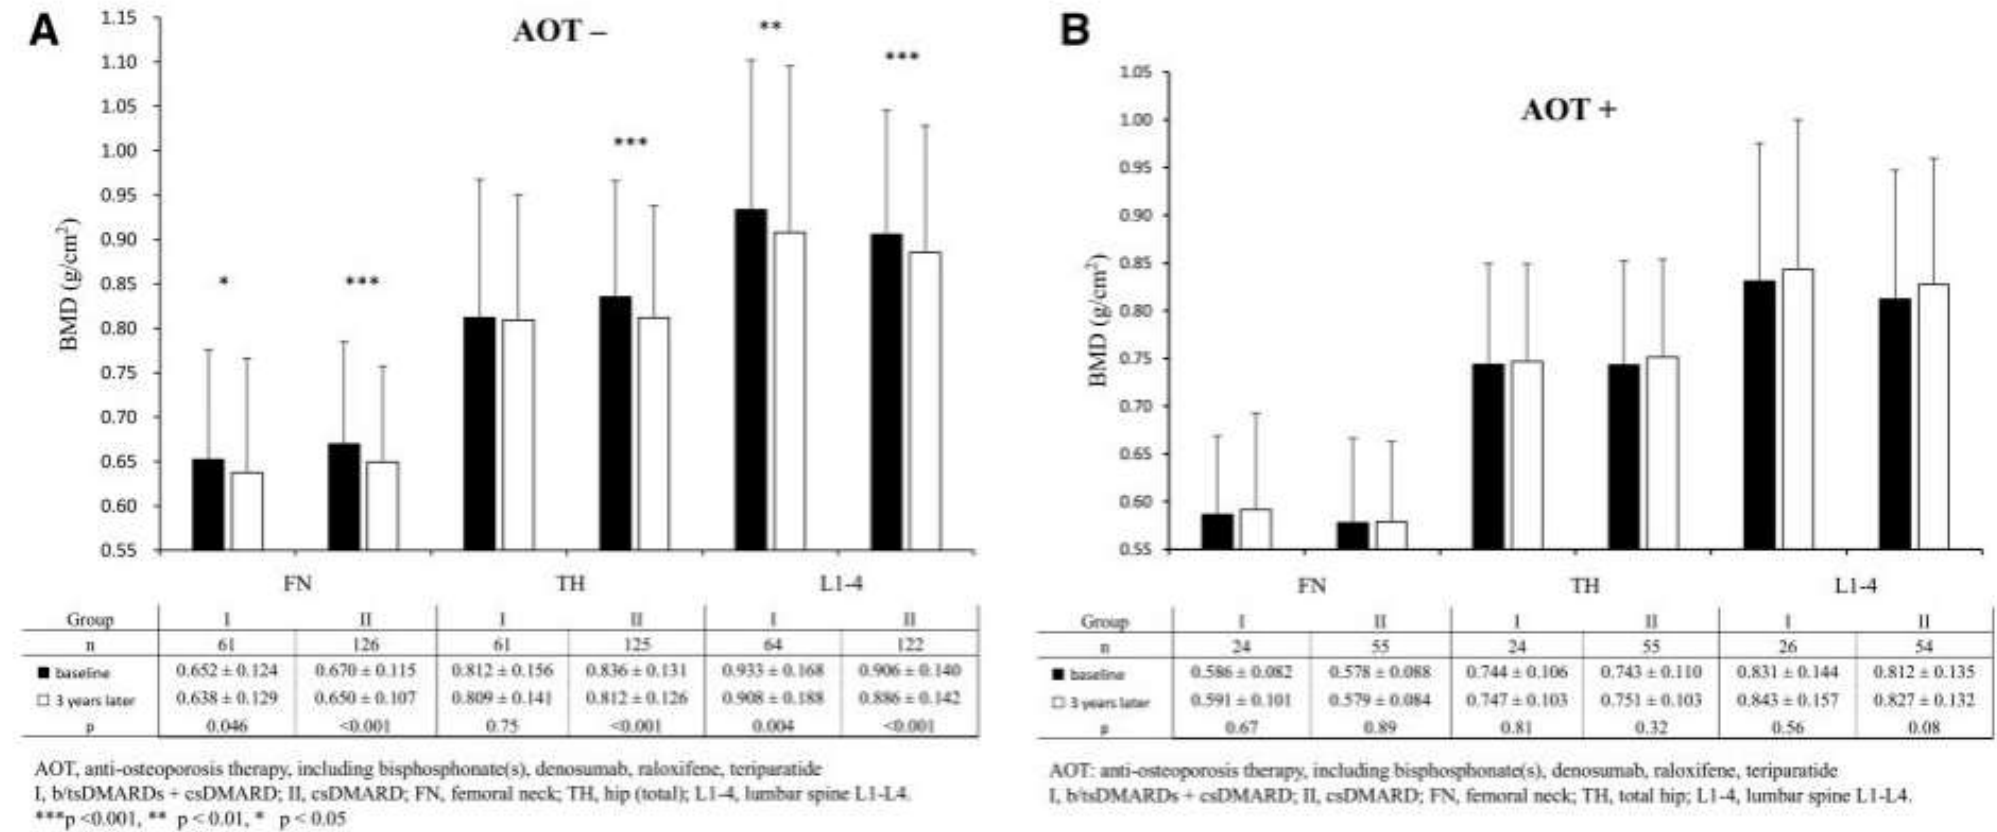 A
AOT –
1.15
1.10
1.05
1.00
0.95
0.90
0.85
0.80
0.75
0.70
0.65
0.60
0.55
BMD (g/cm²)
* *** *** ** ***
FN TH L1-4
Group I II I II I II
n 61 126 61 125 64 122
baseline 0.652 ± 0.124 0.670 ± 0.115 0.812 ± 0.156 0.836 ± 0.131 0.933 ± 0.168 0.906 ± 0.140
3 years later 0.638 ± 0.129 0.650 ± 0.107 0.809 ± 0.141 0.812 ± 0.126 0.908 ± 0.188 0.886 ± 0.142
p 0.046 <0.001 0.75 <0.001 0.004 <0.001
AOT, anti-osteoporosis therapy, including bisphosphonate(s), denosumab, raloxifene, teriparatide
I, b/tsDMARDs + csDMARD; II, csDMARD; FN, femoral neck; TH, hip (total); L1-4, lumbar spine L1-L4.
***p <0.001, ** p < 0.01, * p < 0.05
B
AOT +
1.05
1.00
0.95
0.90
0.85
0.80
0.75
0.70
0.65
0.60
0.55
BMD (g/cm²)
FN TH L1-4
Group I II I II I II
n 24 55 24 55 26 54
baseline 0.586 ± 0.082 0.578 ± 0.088 0.744 ± 0.106 0.743 ± 0.110 0.831 ± 0.144 0.812 ± 0.135
3 years later 0.591 ± 0.101 0.579 ± 0.084 0.747 ± 0.103 0.751 ± 0.103 0.843 ± 0.157 0.827 ± 0.132
p 0.67 0.89 0.81 0.32 0.56 0.08
AOT: anti-osteoporosis therapy, including bisphosphonate(s), denosumab, raloxifene, teriparatide
I, b/tsDMARDs + csDMARD; II, csDMARD; FN, femoral neck; TH, total hip; L1-4, lumbar spine L1-L4.